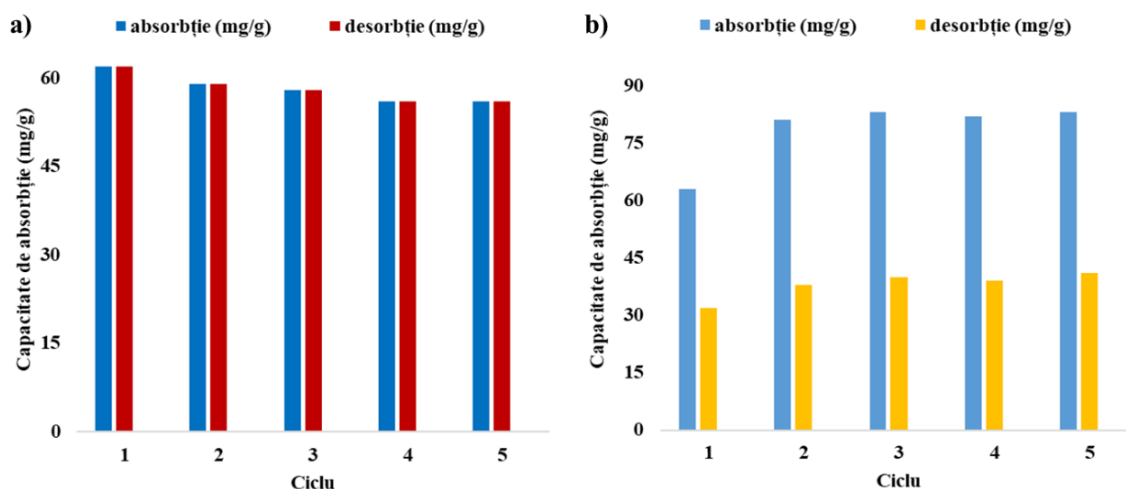 a)
absorbție (mg/g) desorbție (mg/g)
Capacitate de absorbție (mg/g)
60
45
30
15
0
1 2 3 4 5
Ciclu
b)
absorbție (mg/g) desorbție (mg/g)
Capacitate de absorbție (mg/g)
90
75
60
45
30
15
0
1 2 3 4 5
Ciclu